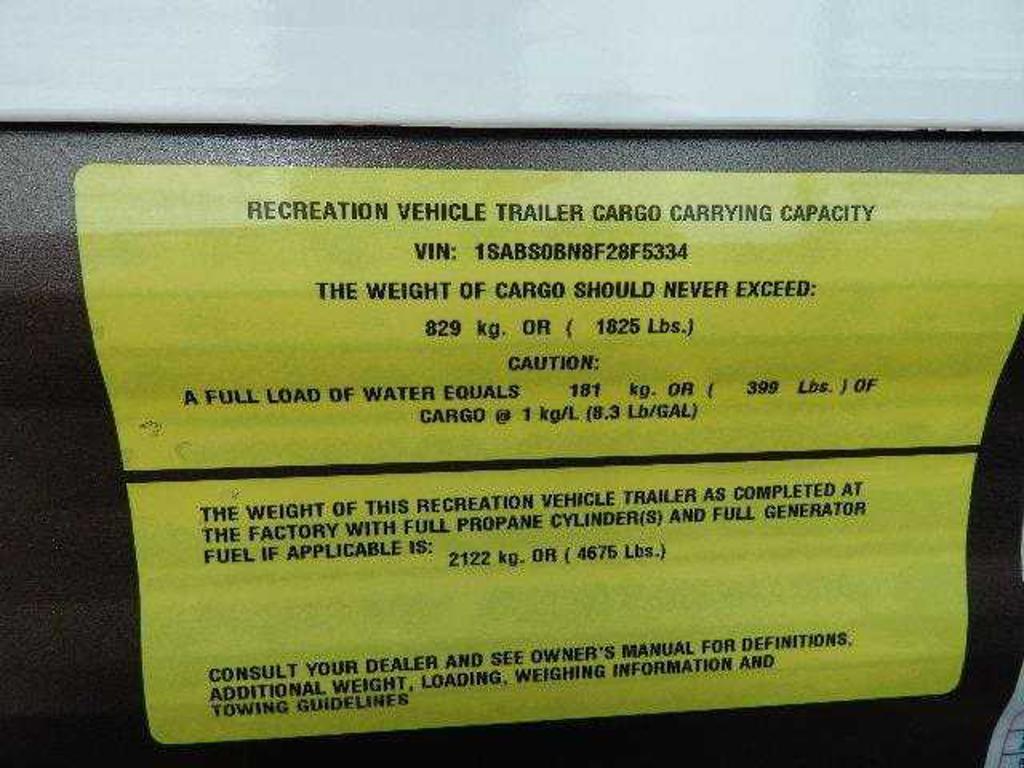 RECREATION VEHICLE TRAILER CARGO CARRYING CAPACITY
VIN: 1SABS0BN8F28F5334
THE WEIGHT OF CARGO SHOULD NEVER EXCEED:
829 kg. OR ( 1825 Lbs.)
CAUTION:
A FULL LOAD OF WATER EQUALS 181 kg. OR ( 399 Lbs. ) OF
CARGO @ 1 kg/L (8.3 Lb/GAL)
THE WEIGHT OF THIS RECREATION VEHICLE TRAILER AS COMPLETED AT
THE FACTORY WITH FULL PROPANE CYLINDER(S) AND FULL GENERATOR
FUEL IF APPLICABLE IS: 2122 kg. OR ( 4675 Lbs.)
CONSULT YOUR DEALER AND SEE OWNER'S MANUAL FOR DEFINITIONS,
ADDITIONAL WEIGHT, LOADING, WEIGHING INFORMATION AND
TOWING GUIDELINES